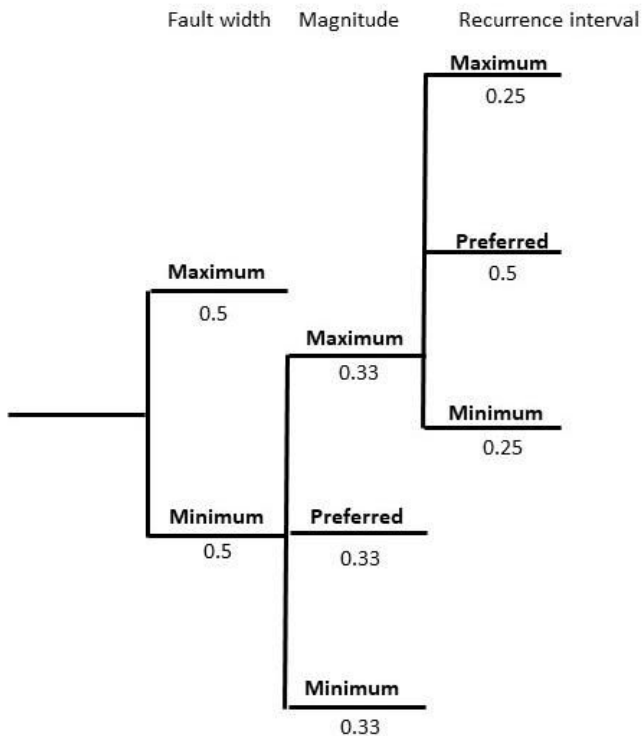 Fault width Magnitude Recurrence interval
Maximum
0.25
Preferred
0.5
Maximum
0.5
Maximum
0.33
Minimum
0.25
Minimum
0.5
Preferred
0.33
Minimum
0.33